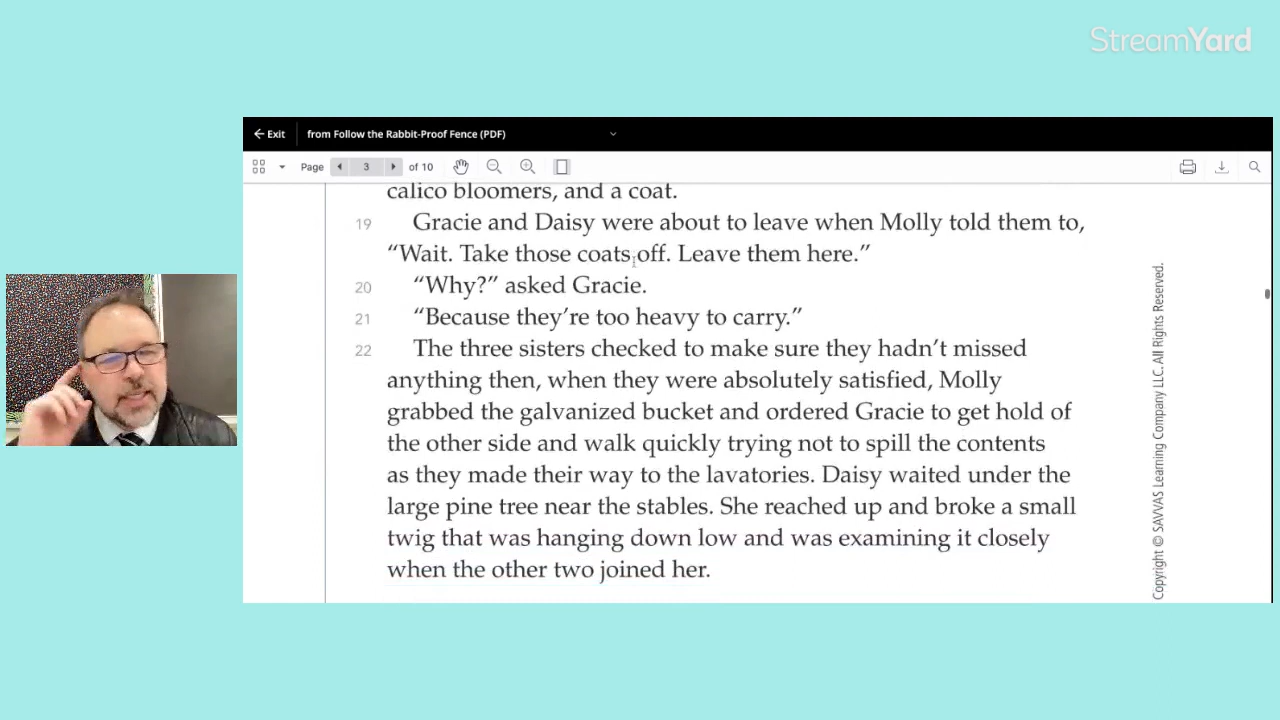 StreamYard
Exit
from Follow the Rabbit-Proof Fence (PDF)
Page 3 of 10
calico bloomers, and a coat.
19 Gracie and Daisy were about to leave when Molly told them to,
“Wait. Take those coats off. Leave them here.”
20 “Why?” asked Gracie.
21 “Because they’re too heavy to carry.”
22 The three sisters checked to make sure they hadn’t missed
anything then, when they were absolutely satisfied, Molly
grabbed the galvanized bucket and ordered Gracie to get hold of
the other side and walk quickly trying not to spill the contents
as they made their way to the lavatories. Daisy waited under the
large pine tree near the stables. She reached up and broke a small
twig that was hanging down low and was examining it closely
when the other two joined her.
Copyright © SAVVAS Learning Company LLC. All Rights Reserved.